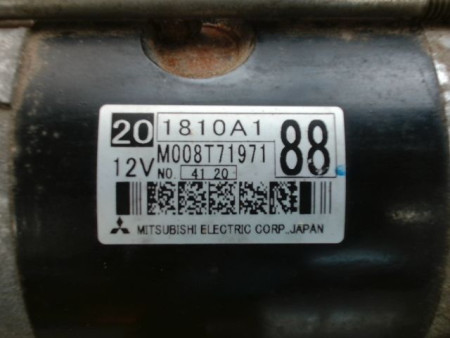 20 1810A1 88
12V M008T71971
NO. 41 20
MITSUBISHI ELECTRIC CORP., JAPAN